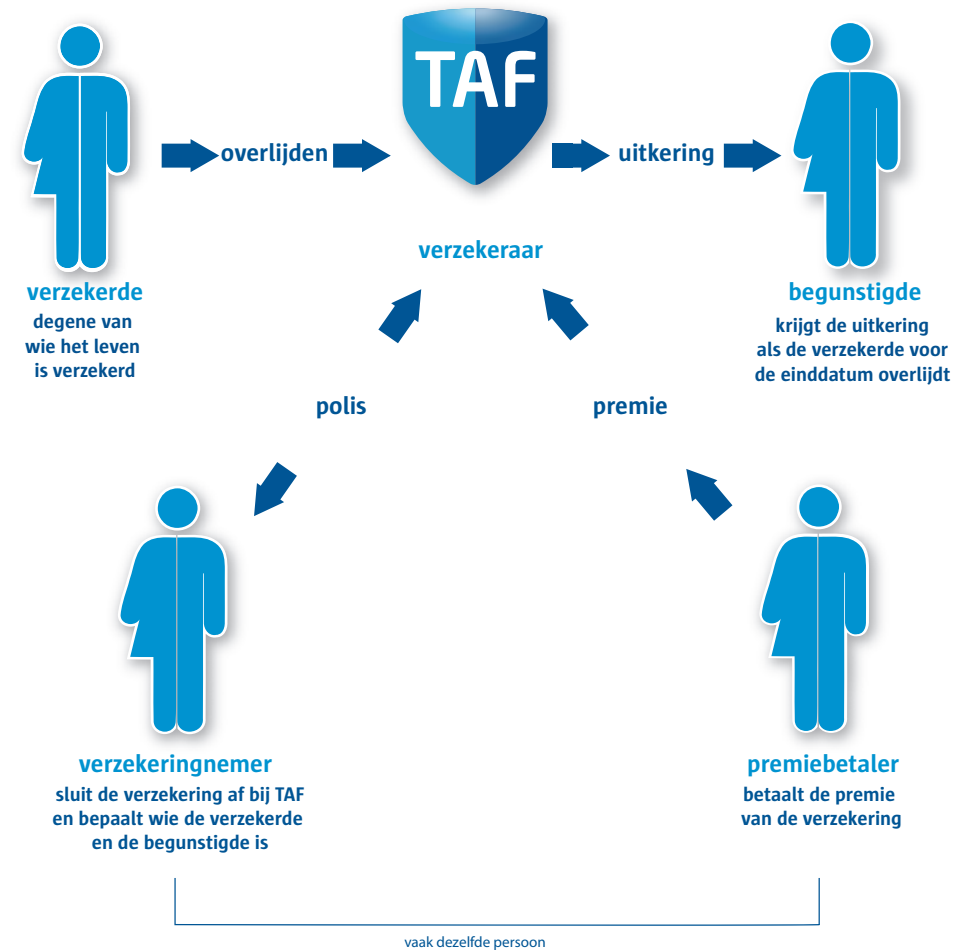 TAF
overlijden
uitkering
verzekeraar
verzekerde
degene van
wie het leven
is verzekerd
begunstigde
krijgt de uitkering
als de verzekerde voor
de einddatum overlijdt
polis
premie
verzekeringnemer
sluit de verzekering af bij TAF
en bepaalt wie de verzekerde
en de begunstigde is
premiebetaler
betaalt de premie
van de verzekering
vaak dezelfde persoon